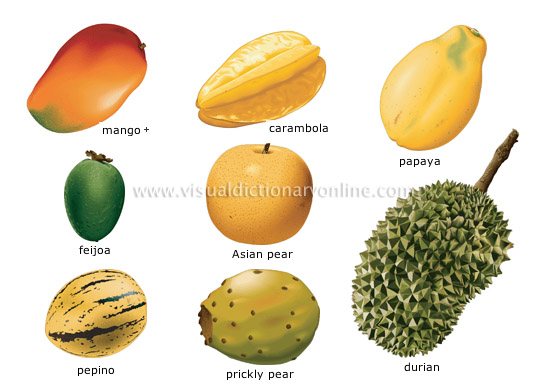 mango +
carambola
papaya
www.visualdictionaryonline.com
feijoa
Asian pear
pepino
prickly pear
durian